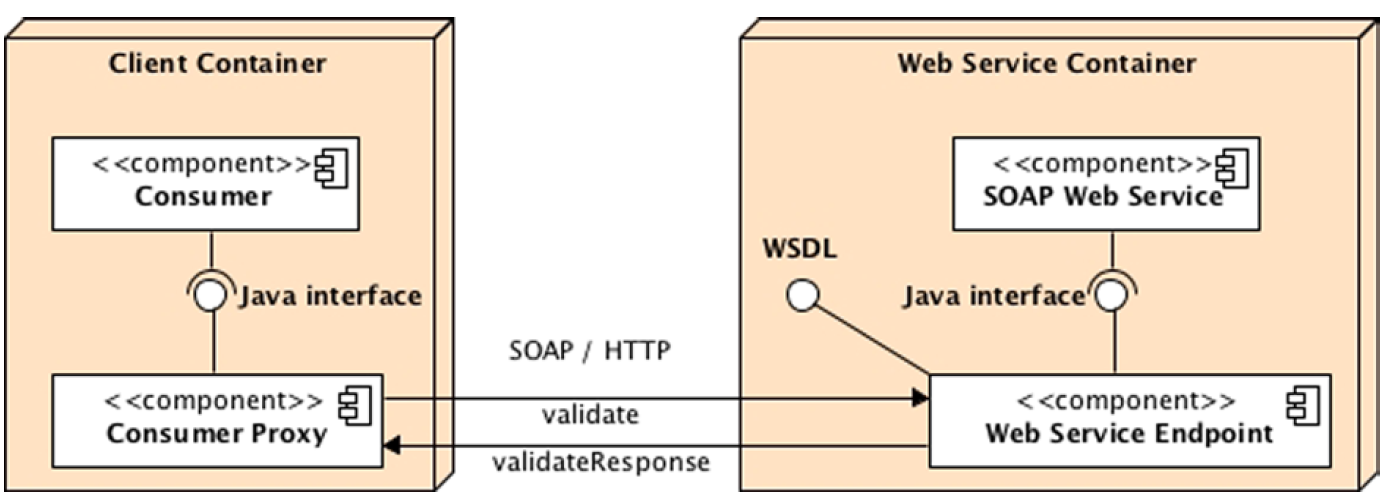 Client Container
<<component>>
Consumer
Java interface
<<component>>
Consumer Proxy
SOAP / HTTP
validate
validateResponse
Web Service Container
<<component>>
SOAP Web Service
WSDL
Java interface
<<component>>
Web Service Endpoint